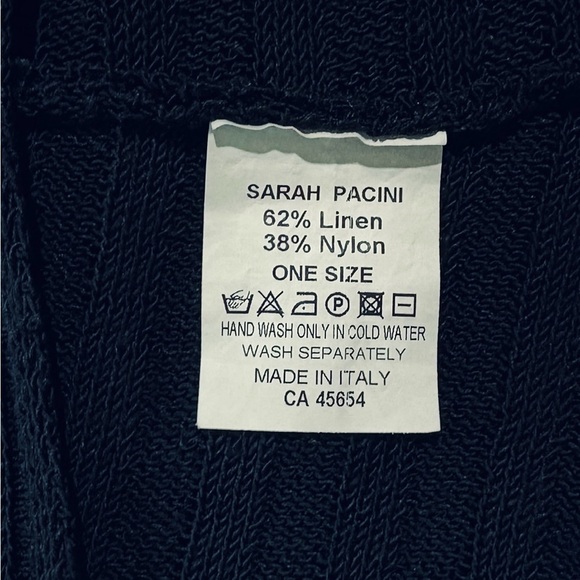 SARAH PACINI
62% Linen
38% Nylon
ONE SIZE
P
HAND WASH ONLY IN COLD WATER
WASH SEPARATELY
MADE IN ITALY
CA 45654